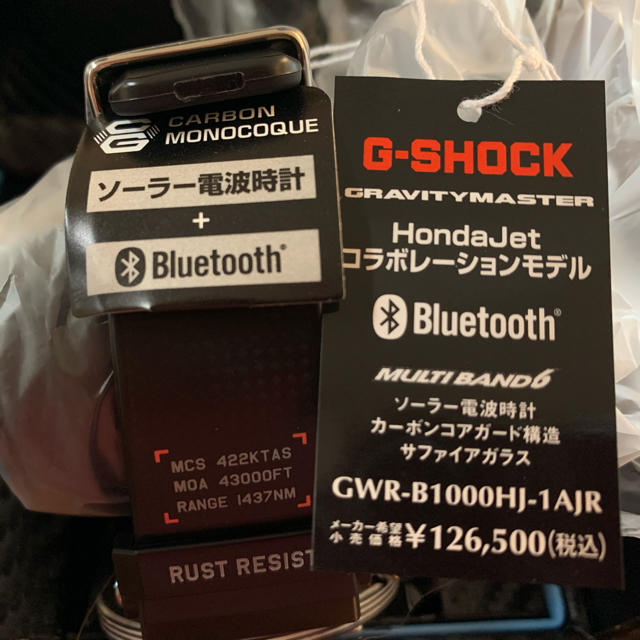 CARBON
MONOCOQUE
ソーラー電波時計
+
Bluetooth®
MCS 422KTAS
MOA 43000FT
RANGE 1437NM
RUST RESIST
G-SHOCK
GRAVITYMASTER
HondaJet
コラボレーションモデル
Bluetooth®
MULTI BAND 6
ソーラー電波時計
カーボンコアガード構造
サファイアガラス
GWR-B1000HJ-1AJR
メーカー希望
小売価格 ¥126,500(税込)